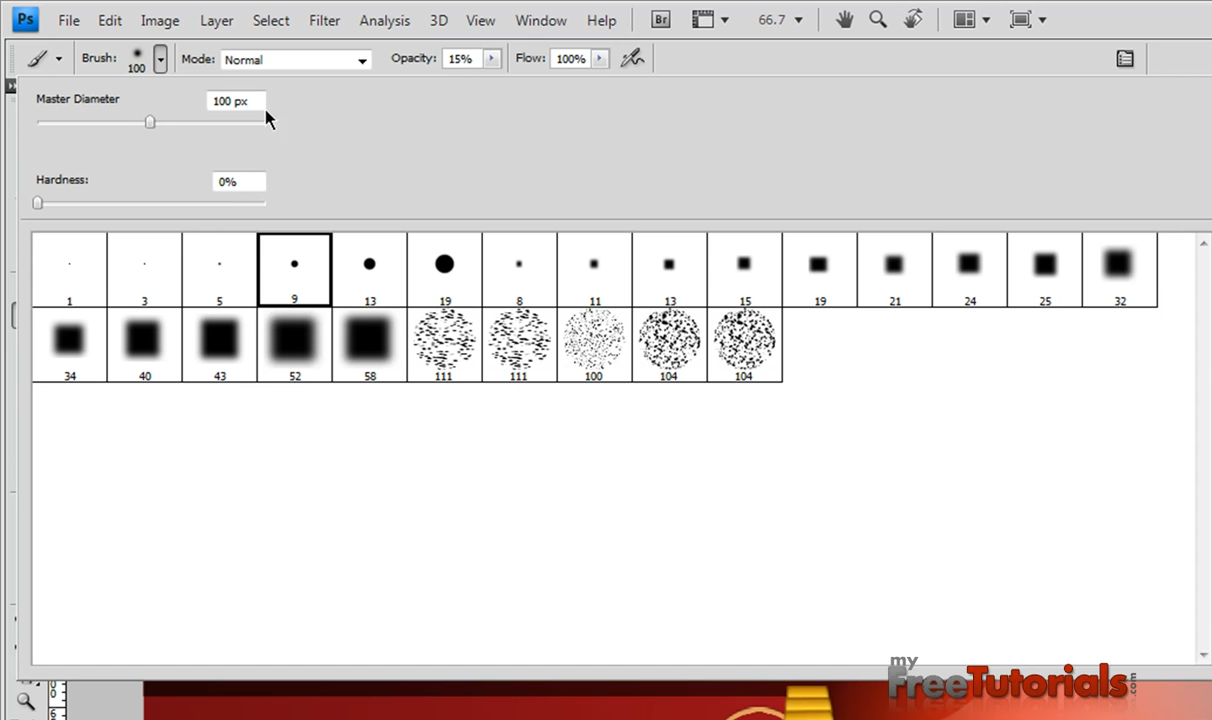 Ps File Edit Image Layer Select Filter Analysis 3D View Window Help Br 66.7
Brush: 100 Mode: Normal Opacity: 15% Flow: 100%
Master Diameter 100 px
Hardness: 0%
1 3 5 9 13 19 8 11 13 15 19 21 24 25 32
34 40 43 52 58 111 111 100 104 104
my
FreeTutorials.com